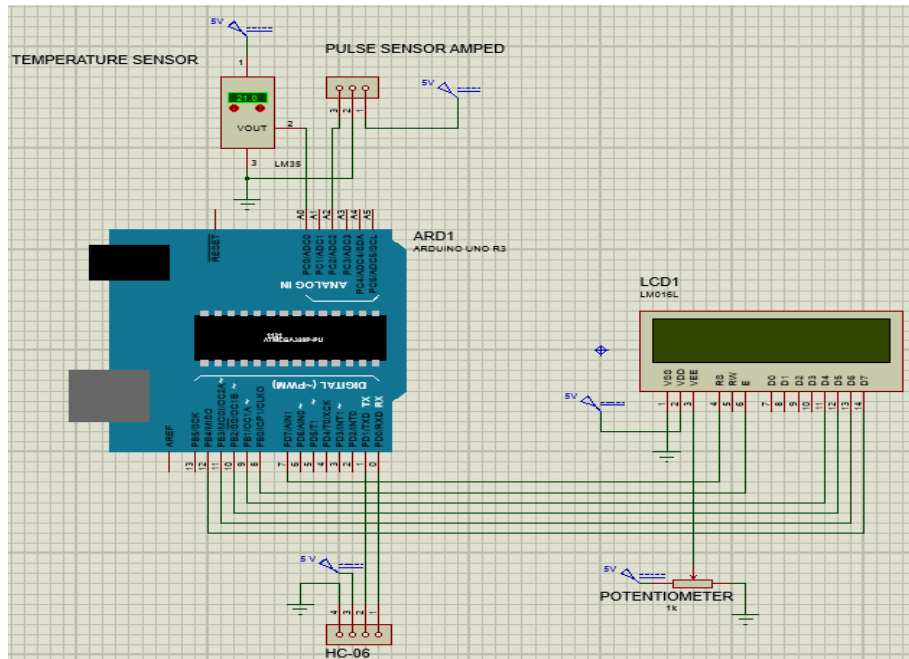 5V
PULSE SENSOR AMPED
TEMPERATURE SENSOR
1
5V
21.0
3
2
1
VOUT
2
3
LM35
A0
A1
A2
A3
A4
A5
RESET
PC0/ADC0
PC1/ADC1
PC2/ADC2
PC3/ADC3
PC4/ADC4/SDA
PC5/ADC5/SCL
ANALOG IN
ARD1
ARDUINO UNO R3
1121
LCD1
LM016L
VSS
VDD
VEE
RS
RW
E
D0
D1
D2
D3
D4
D5
D6
D7
1
2
3
4
5
6
7
8
9
10
11
12
13
14
5V
DIGITAL (~PWM)
AREF
PB5/SCK
PB4/MISO
PB3/MOSI/OC2A ~
PB2/SS/OC1B ~
PB1/OC1A ~
PB0/ICP1/CLKO
PD7/AIN1
PD6/AIN0 ~
PD5/T1 ~
PD4/T0/XCK
PD3/INT1 ~
PD2/INT0
PD1/TXD
TX
PD0/RXD
RX
13
12
11
10
9
8
7
6
5
4
3
2
1
0
5 V
4
3
2
1
HC-06
5V
POTENTIOMETER
1k